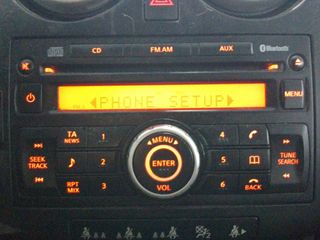 CD FM.AM AUX Bluetooth
PHONE SETUP
MENU
TA
NEWS
1
4
MENU
SEEK
TRACK
2
ENTER
5
TUNE
SEARCH
RPT
MIX
3
VOL
6
BACK